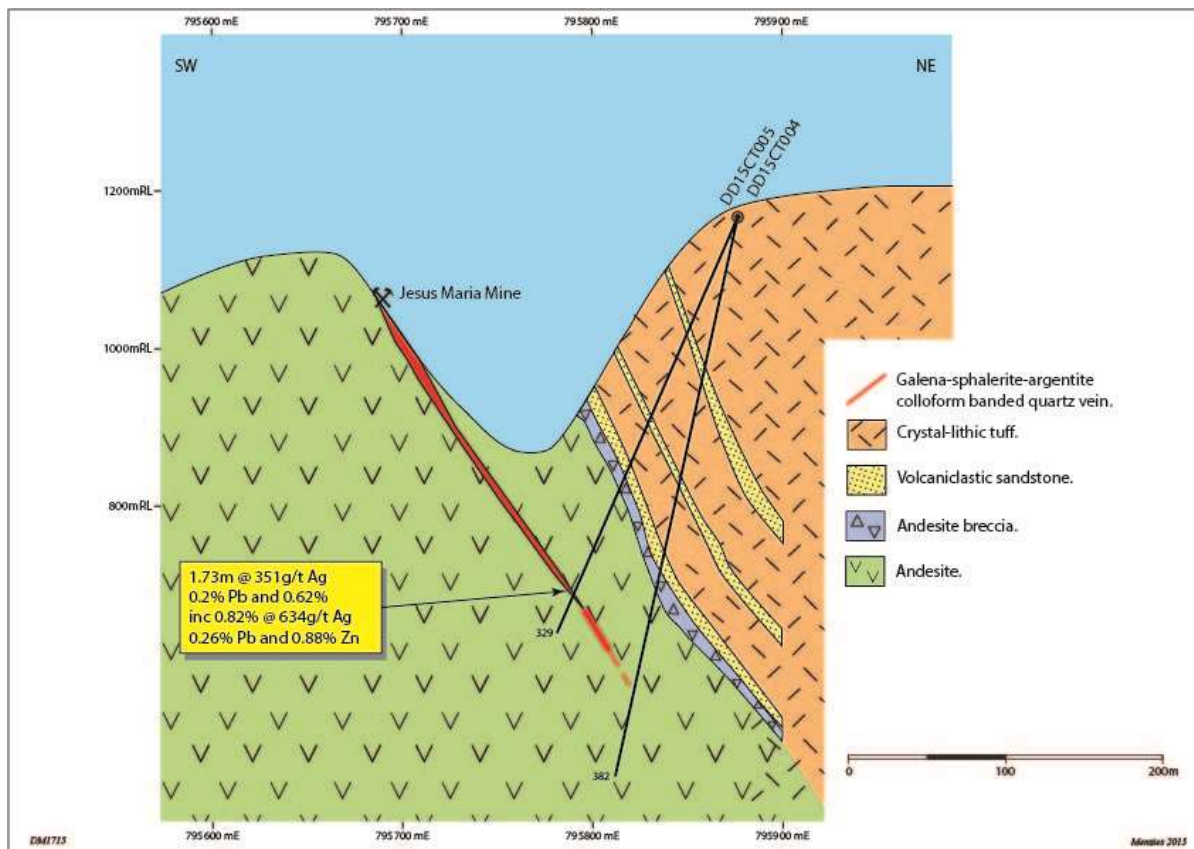 795600 mE
795700 mE
795800 mE
795900 mE
SW
NE
DD15CT005
DD15CT004
1200mRL
Jesus Maria Mine
1000mRL
Galena-sphalerite-argentite
colloform banded quartz vein.
Crystal-lithic tuff.
Volcaniclastic sandstone.
800mRL
Andesite breccia.
Andesite.
1.73m @ 351g/t Ag
0.2% Pb and 0.62%
inc 0.82% @ 634g/t Ag
0.26% Pb and 0.88% Zn
329
382
0
100
200m
795600 mE
795700 mE
795800 mE
795900 mE
DM1715
Menzies 2015